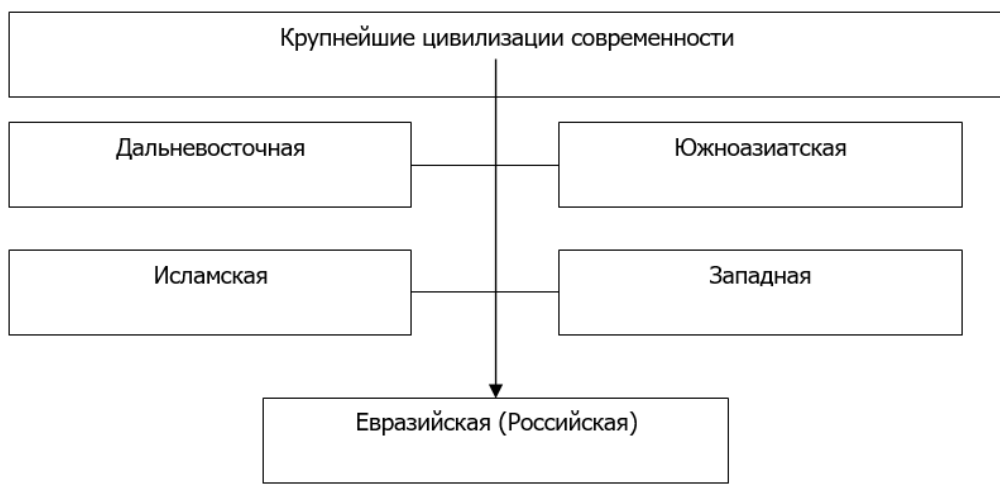 Крупнейшие цивилизации современности
Дальневосточная
Южноазиатская
Исламская
Западная
Евразийская (Российская)